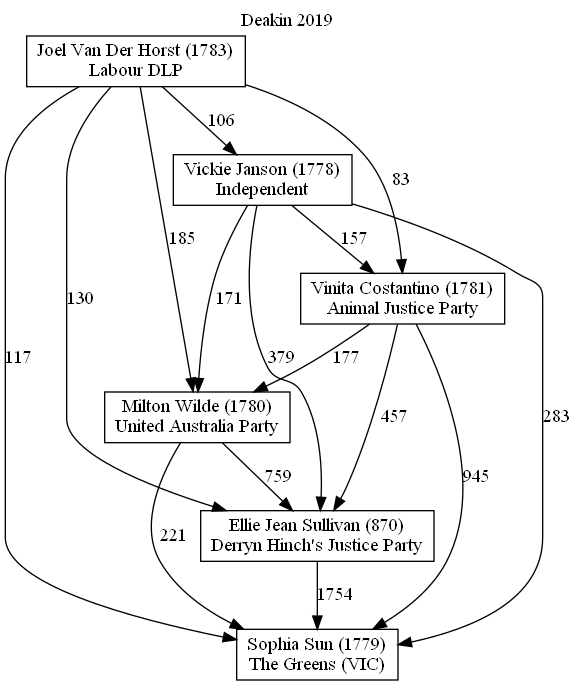 Deakin 2019
Joel Van Der Horst (1783)
Labour DLP
106
Vickie Janson (1778)
Independent
83
185
157
Vinita Costantino (1781)
Animal Justice Party
130
171
117
379
177
Milton Wilde (1780)
United Australia Party
457
283
759
945
Ellie Jean Sullivan (870)
Derryn Hinch's Justice Party
221
1754
Sophia Sun (1779)
The Greens (VIC)